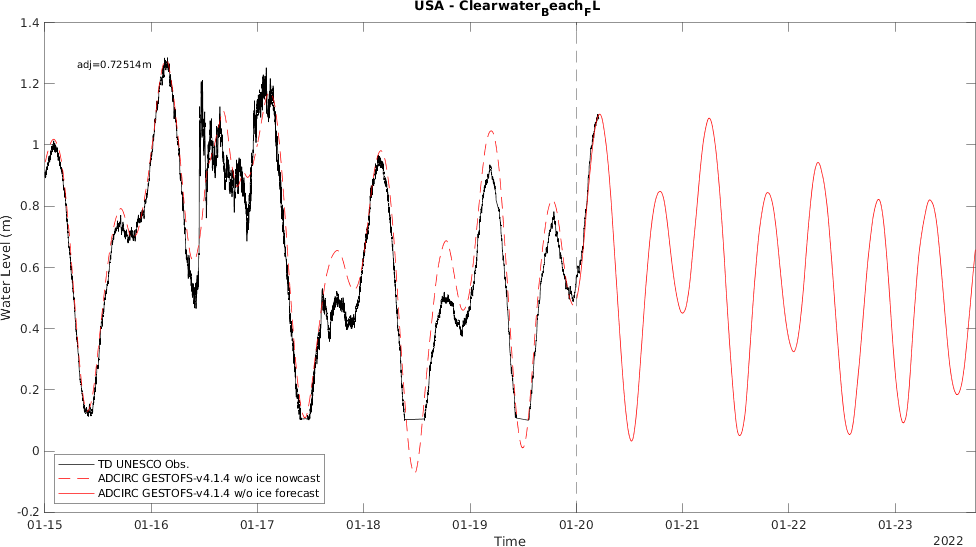 USA - Clearwater_Beach_FL
1.4
adj=0.72514m
1.2
1
0.8
0.6
0.4
0.2
0
-0.2
Water Level (m)
TD UNESCO Obs.
ADCIRC GESTOFS-v4.1.4 w/o ice nowcast
ADCIRC GESTOFS-v4.1.4 w/o ice forecast
01-15 01-16 01-17 01-18 01-19 01-20 01-21 01-22 01-23
Time
2022